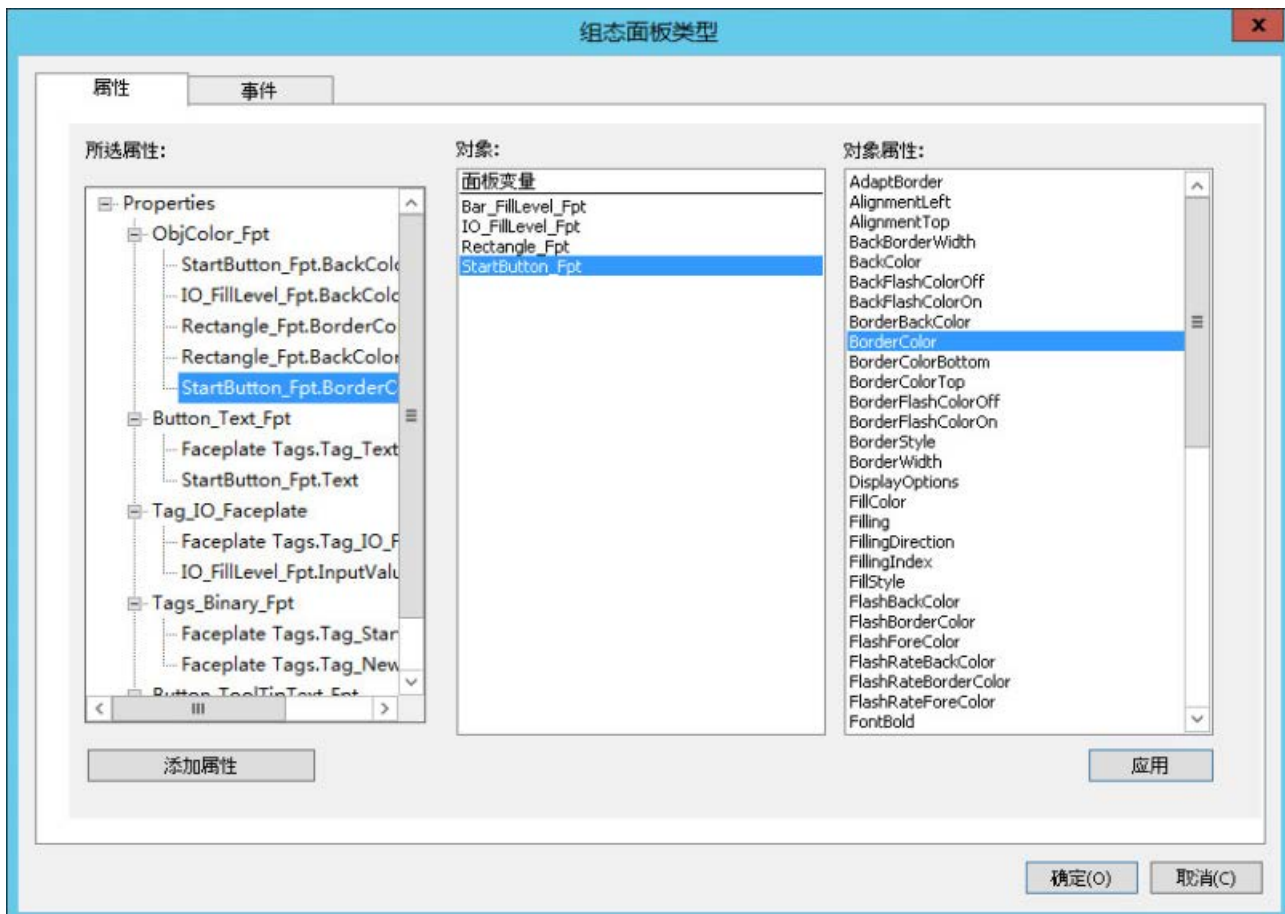 组态面板类型
x
属性
事件
所选属性:
Properties
ObjColor_Fpt
StartButton_Fpt.BackColo
IO_FillLevel_Fpt.BackColo
Rectangle_Fpt.BorderCo
Rectangle_Fpt.BackColor
StartButton_Fpt.BorderC
Button_Text_Fpt
Faceplate Tags.Tag_Text
StartButton_Fpt.Text
Tag_IO_Faceplate
Faceplate Tags.Tag_IO_F
IO_FillLevel_Fpt.InputValu
Tags_Binary_Fpt
Faceplate Tags.Tag_Star
Faceplate Tags.Tag_New
Button_ToolTipText_Fpt
添加属性
对象:
面板变量
Bar_FillLevel_Fpt
IO_FillLevel_Fpt
Rectangle_Fpt
StartButton_Fpt
对象属性:
AdaptBorder
AlignmentLeft
AlignmentTop
BackBorderWidth
BackColor
BackFlashColorOff
BackFlashColorOn
BorderBackColor
BorderColor
BorderColorBottom
BorderColorTop
BorderFlashColorOff
BorderFlashColorOn
BorderStyle
BorderWidth
DisplayOptions
FillColor
Filling
FillingDirection
FillingIndex
FillStyle
FlashBackColor
FlashBorderColor
FlashForeColor
FlashRateBackColor
FlashRateBorderColor
FlashRateForeColor
FontBold
应用
确定(O)
取消(C)